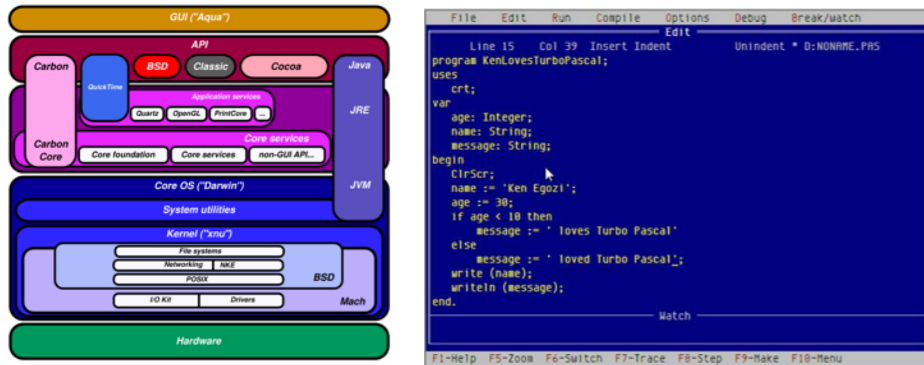 GUI ("Aqua")
API
Carbon
QuickTime
BSD
Classic
Cocoa
Java
Application services
Quartz
OpenGL
PrintCore
...
JRE
Core services
Carbon
Core
Core foundation
Core services
non-GUI API...
Core OS ("Darwin")
JVM
System utilities
Kernel ("xnu")
File systems
Networking
NKE
POSIX
BSD
I/O Kit
Drivers
Mach
Hardware
File Edit Run Compile Options Debug Break/watch
Edit
Line 15 Col 39 Insert Indent Unindent * D:NONAME.PAS
program KenLovesTurboPascal;
uses
crt;
var
age: Integer;
name: String;
message: String;
begin
ClrScr;
name := 'Ken Egozi';
age := 30;
if age < 10 then
message := ' loves Turbo Pascal'
else
message := ' loved Turbo Pascal';
write (name);
writeln (message);
end.
Watch
F1-Help F5-Zoom F6-Switch F7-Trace F8-Step F9-Make F10-Menu